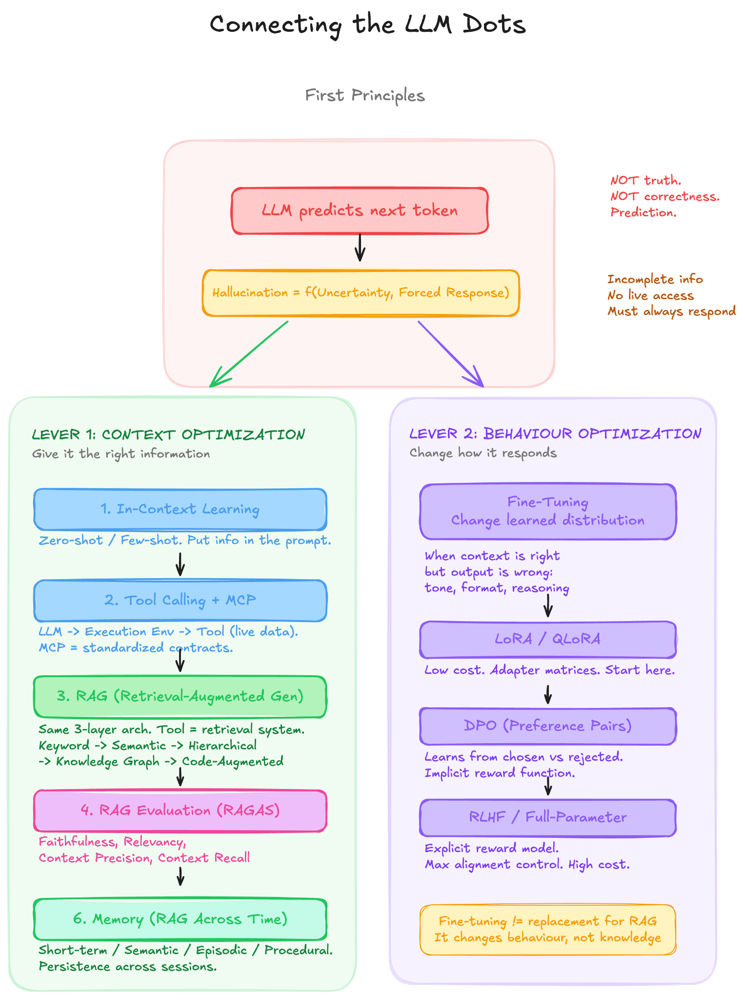 Connecting the LLM Dots
First Principles
LLM predicts next token
NOT truth.
NOT correctness.
Prediction.
Hallucination = f(Uncertainty, Forced Response)
Incomplete info
No live access
Must always respond
LEVER 1: CONTEXT OPTIMIZATION
Give it the right information
1. In-Context Learning
Zero-shot / Few-shot. Put info in the prompt.
2. Tool Calling + MCP
LLM -> Execution Env -> Tool (live data).
MCP = standardized contracts.
3. RAG (Retrieval-Augmented Gen)
Same 3-layer arch. Tool = retrieval system.
Keyword -> Semantic -> Hierarchical
-> Knowledge Graph -> Code-Augmented
4. RAG Evaluation (RAGAS)
Faithfulness, Relevancy,
Context Precision, Context Recall
6. Memory (RAG Across Time)
Short-term / Semantic / Episodic / Procedural.
Persistence across sessions.
LEVER 2: BEHAVIOUR OPTIMIZATION
Change how it responds
Fine-Tuning
Change learned distribution
When context is right
but output is wrong:
tone, format, reasoning
LoRA / QLoRA
Low cost. Adapter matrices. Start here.
DPO (Preference Pairs)
Learns from chosen vs rejected.
Implicit reward function.
RLHF / Full-Parameter
Explicit reward model.
Max alignment control. High cost.
Fine-tuning != replacement for RAG
It changes behaviour, not knowledge